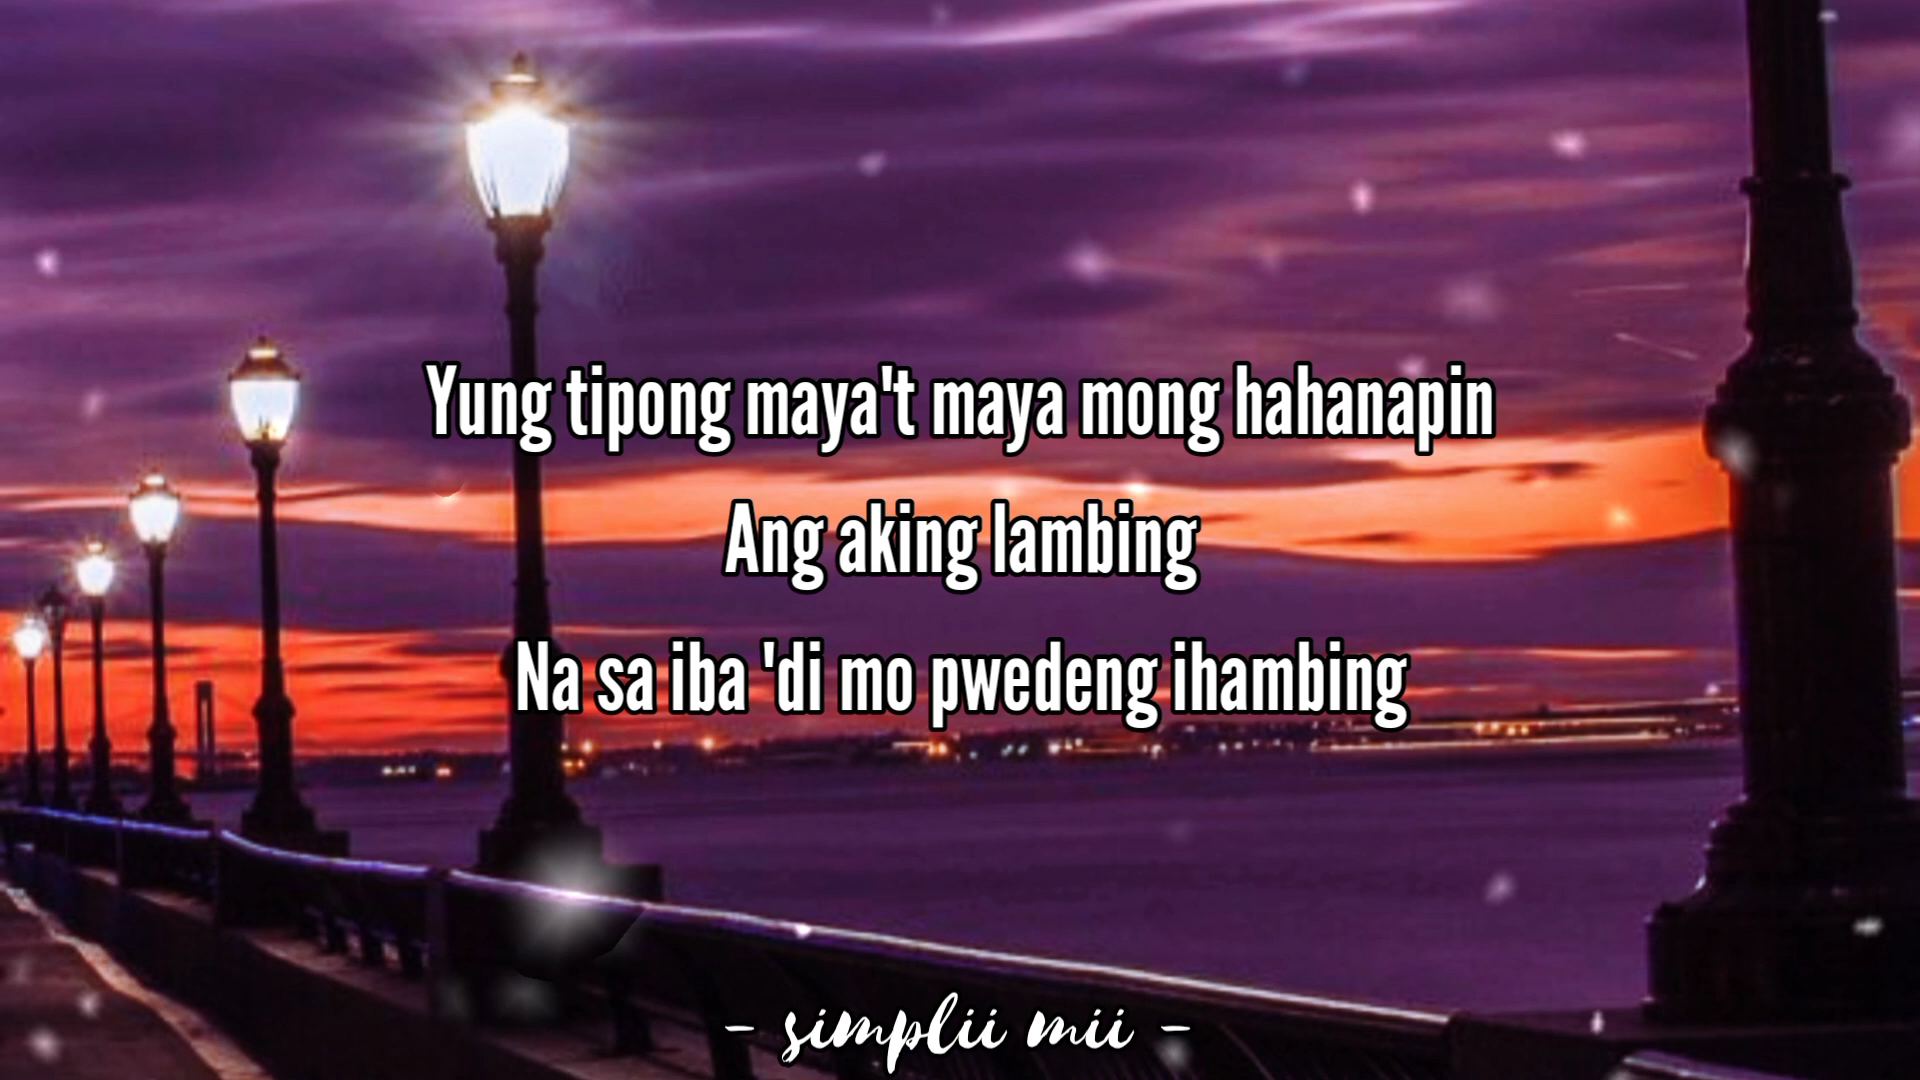 Yung tipong maya't maya mong hahanapin
Ang aking lambing
Na sa iba 'di mo pwedeng ihambing
- simplii mii -